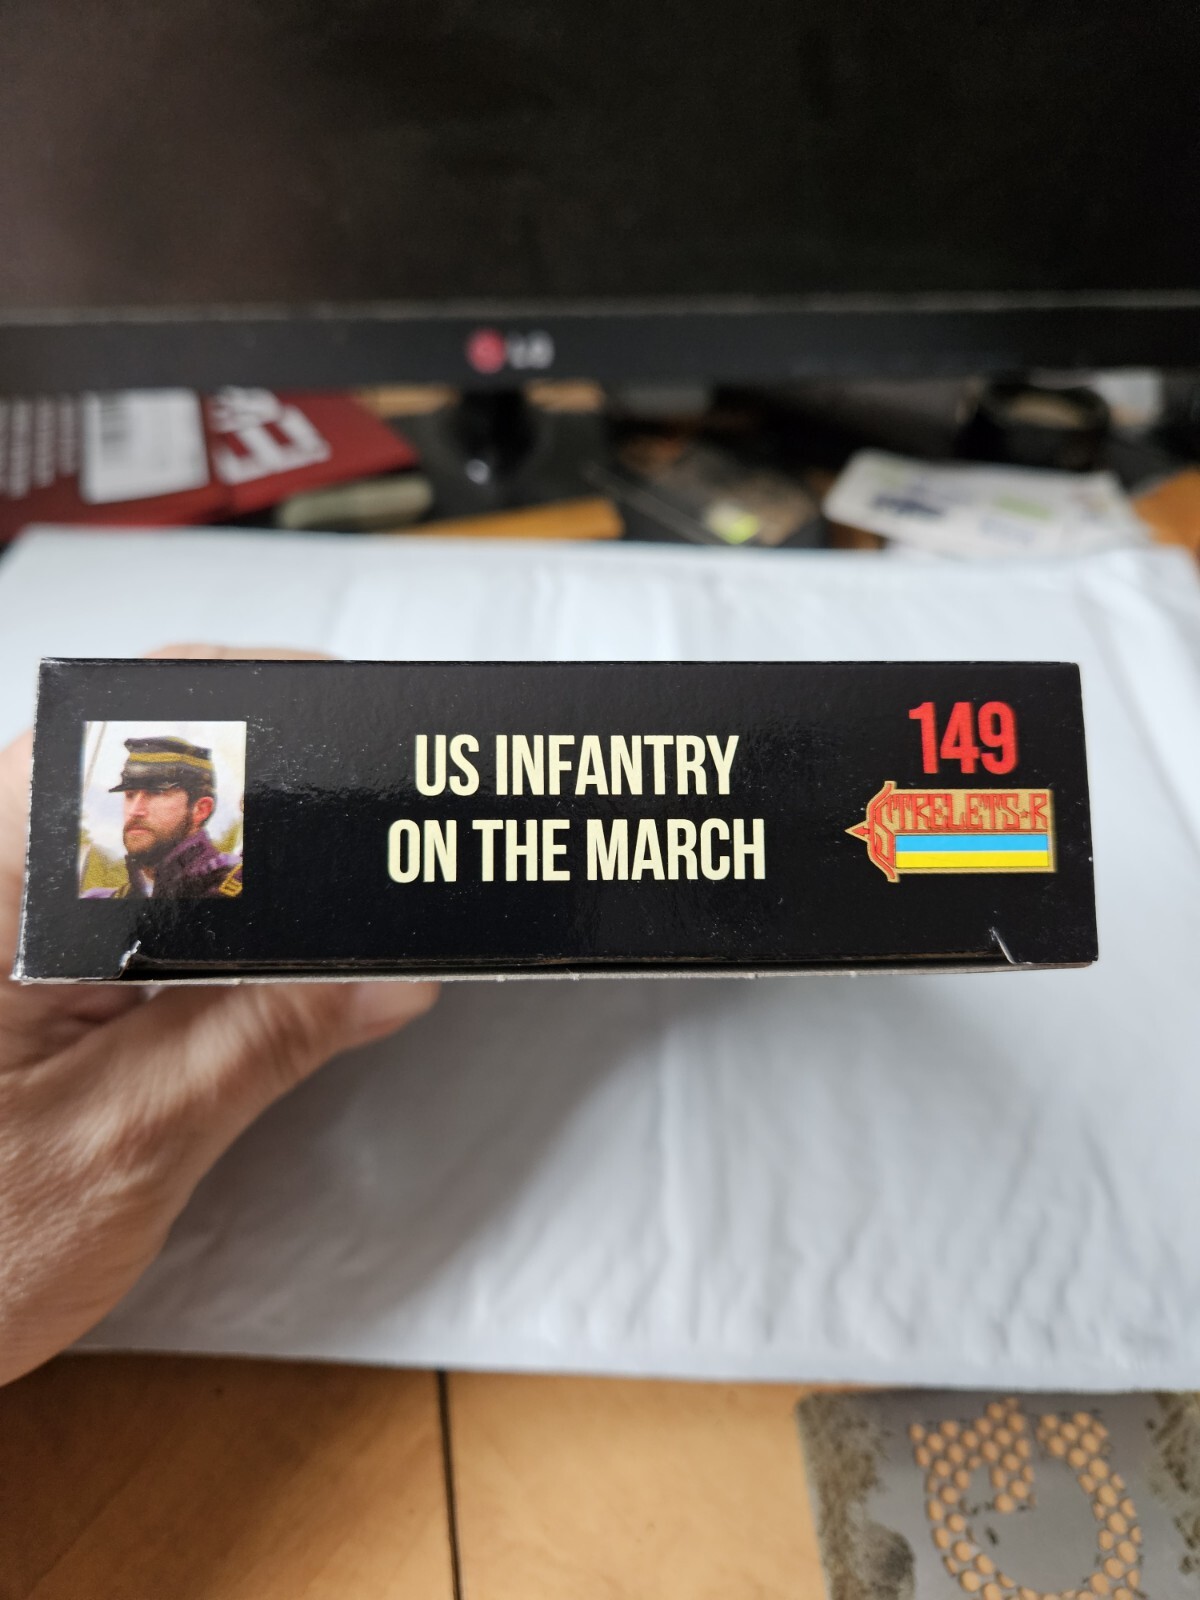 LG
US INFANTRY
ON THE MARCH
149
STRELETS-R